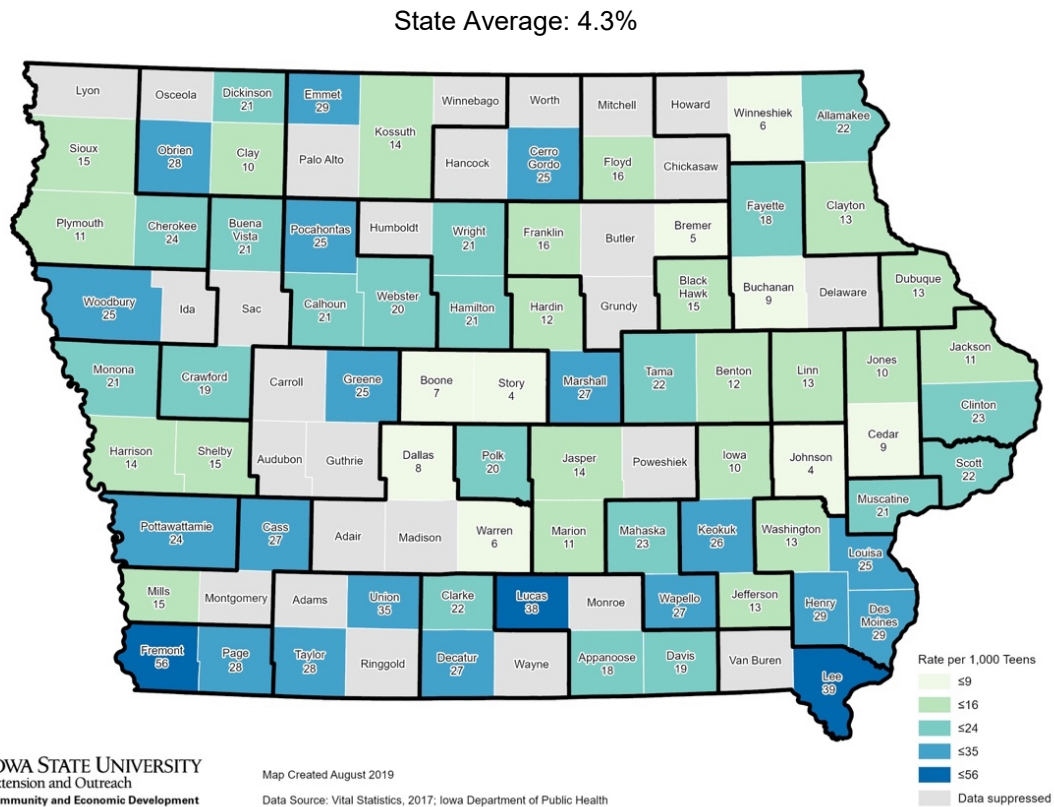 State Average: 4.3%
Lyon
Osceola
Dickinson
21
Emmet
29
Kossuth
14
Winnebago
Worth
Mitchell
Howard
Winneshiek
6
Allamakee
22
Sioux
15
Obrien
28
Clay
10
Palo Alto
Hancock
Cerro
Gordo
25
Floyd
16
Chickasaw
Plymouth
11
Cherokee
24
Buena
Vista
21
Pocahontas
25
Humboldt
Wright
21
Franklin
16
Butler
Bremer
5
Fayette
18
Clayton
13
Woodbury
25
Ida
Sac
Calhoun
21
Webster
20
Hamilton
21
Hardin
12
Grundy
Black
Hawk
15
Buchanan
9
Delaware
Dubuque
13
Monona
21
Crawford
19
Carroll
Greene
25
Boone
7
Story
4
Marshall
27
Tama
22
Benton
12
Linn
13
Jones
10
Jackson
11
Clinton
23
Harrison
14
Shelby
15
Audubon
Guthrie
Dallas
8
Polk
20
Jasper
14
Poweshiek
Iowa
10
Johnson
4
Cedar
9
Scott
22
Muscatine
21
Pottawattamie
24
Cass
27
Adair
Madison
Warren
6
Marion
11
Mahaska
23
Keokuk
26
Washington
13
Louisa
25
Mills
15
Montgomery
Adams
Union
35
Clarke
22
Lucas
38
Monroe
Wapello
27
Jefferson
13
Henry
29
Des
Moines
29
Fremont
56
Page
28
Taylor
28
Ringgold
Decatur
27
Wayne
Appanoose
18
Davis
19
Van Buren
Lee
39
Rate per 1,000 Teens
≤9
≤16
≤24
≤35
≤56
Data suppressed
OWA STATE UNIVERSITY
xtension and Outreach
mmunity and Economic Development
Map Created August 2019
Data Source: Vital Statistics, 2017; Iowa Department of Public Health